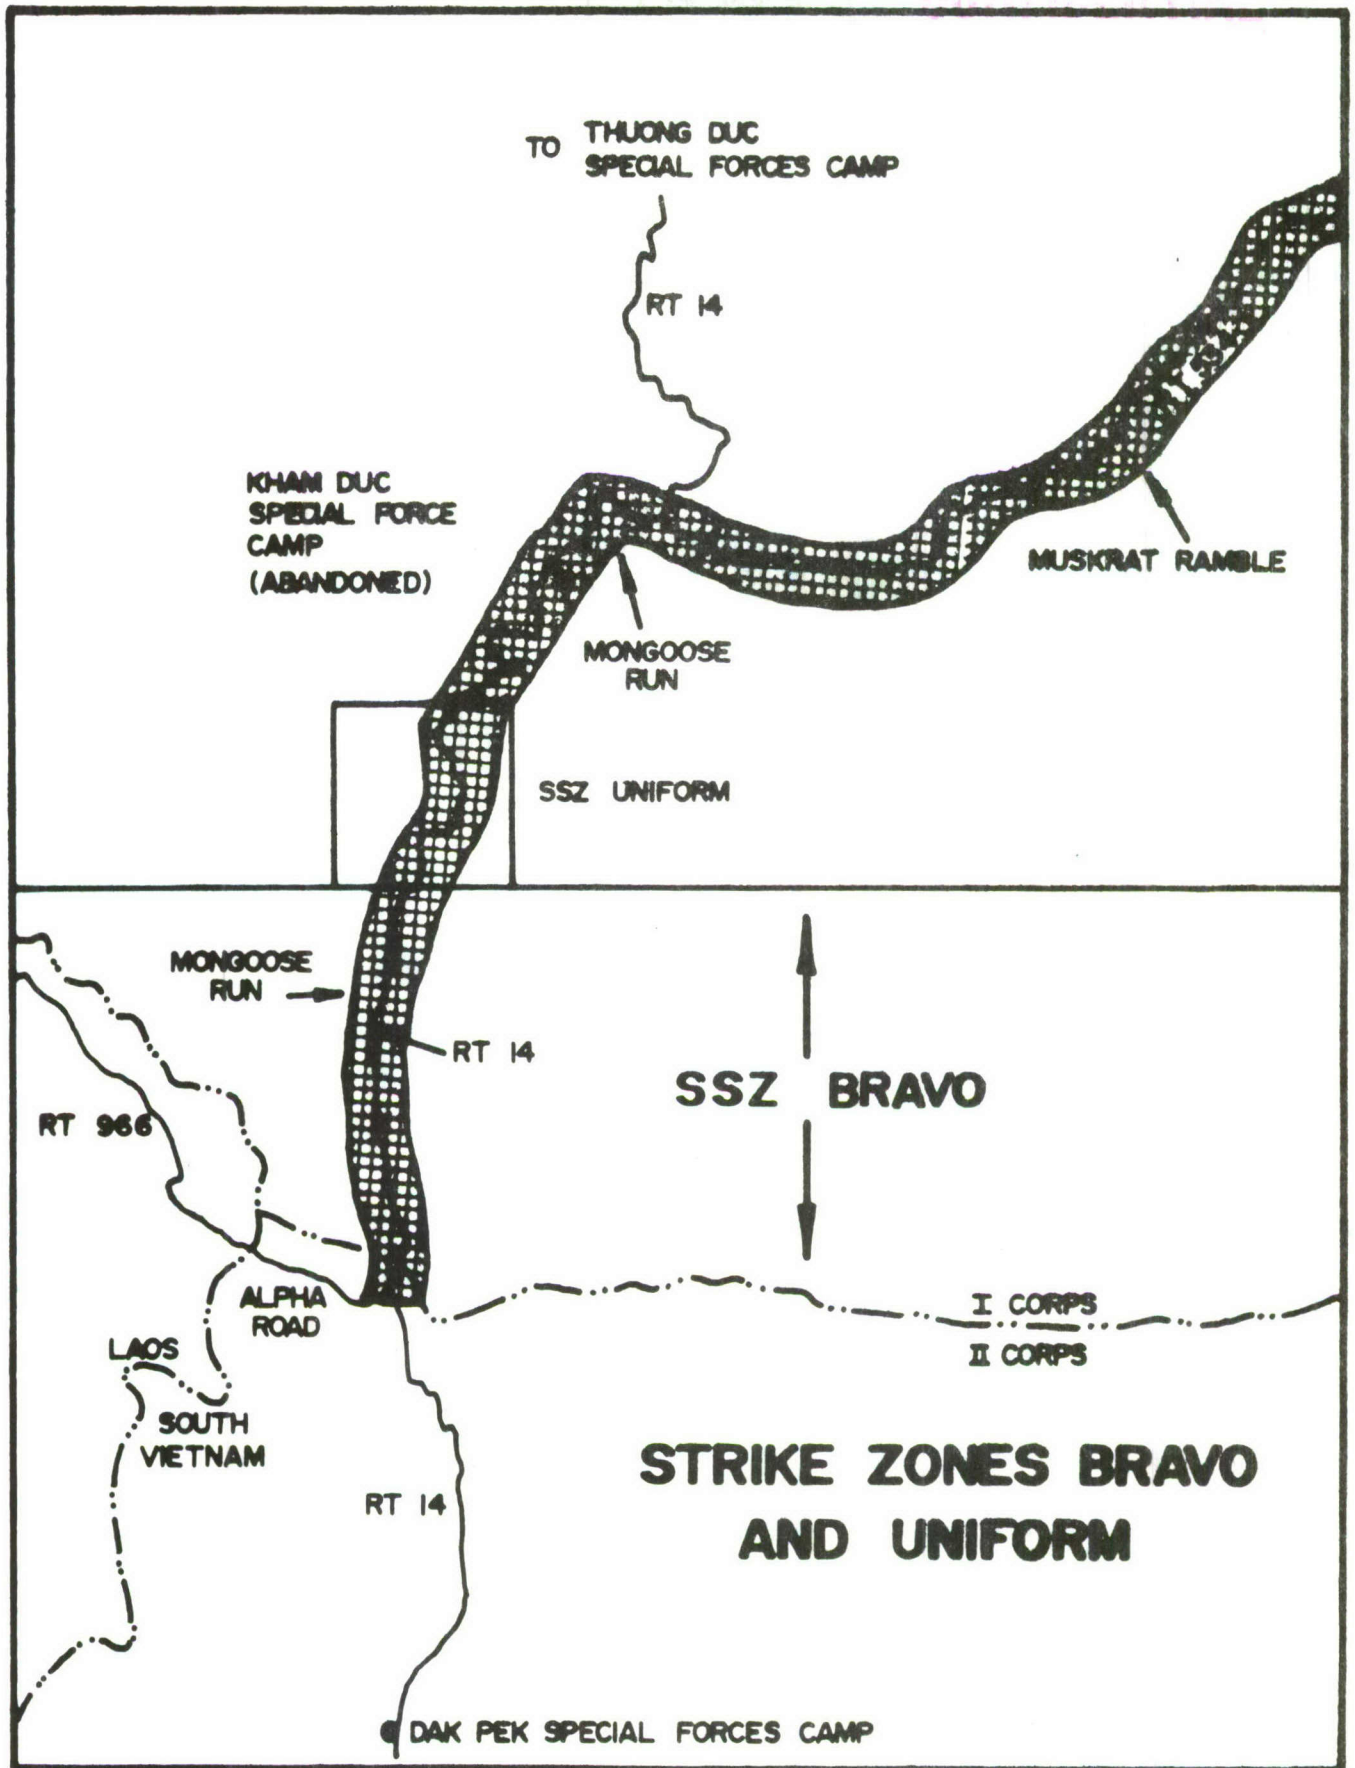 TO THUONG DUC
SPECIAL FORCES CAMP
RT 14
KHAM DUC
SPECIAL FORCE
CAMP
(ABANDONED)
MUSKRAT RAMBLE
MONGOOSE
RUN
SSZ UNIFORM
MONGOOSE
RUN
RT 14
SSZ BRAVO
RT 966
ALPHA
ROAD
I CORPS
II CORPS
LAOS
SOUTH
VIETNAM
STRIKE ZONES BRAVO
AND UNIFORM
RT 14
DAK PEK SPECIAL FORCES CAMP